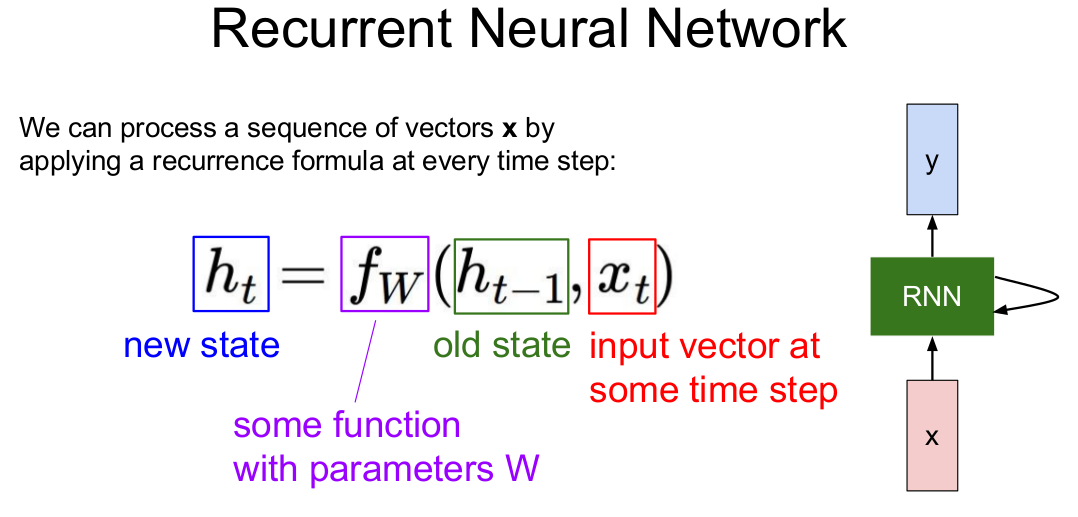 Recurrent Neural Network
We can process a sequence of vectors x by
applying a recurrence formula at every time step:
h_t = f_W(h_{t-1}, x_t)
new state
old state
input vector at
some time step
some function
with parameters W
y
RNN
x